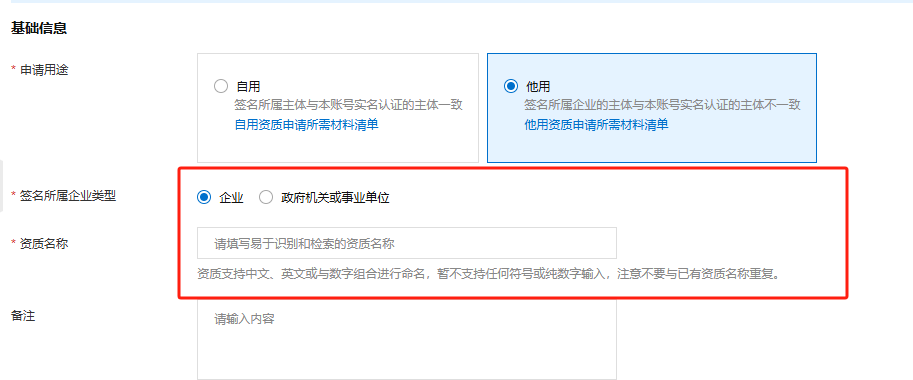 基础信息
* 申请用途
自用
签名所属主体与本账号实名认证的主体一致
自用资质申请所需材料清单
他用
签名所属企业的主体与本账号实名认证的主体不一致
他用资质申请所需材料清单
* 签名所属企业类型
企业 政府机关或事业单位
* 资质名称
请填写易于识别和检索的资质名称
资质支持中文、英文或与数字组合进行命名，暂不支持任何符号或纯数字输入，注意不要与已有资质名称重复。
备注
请输入内容